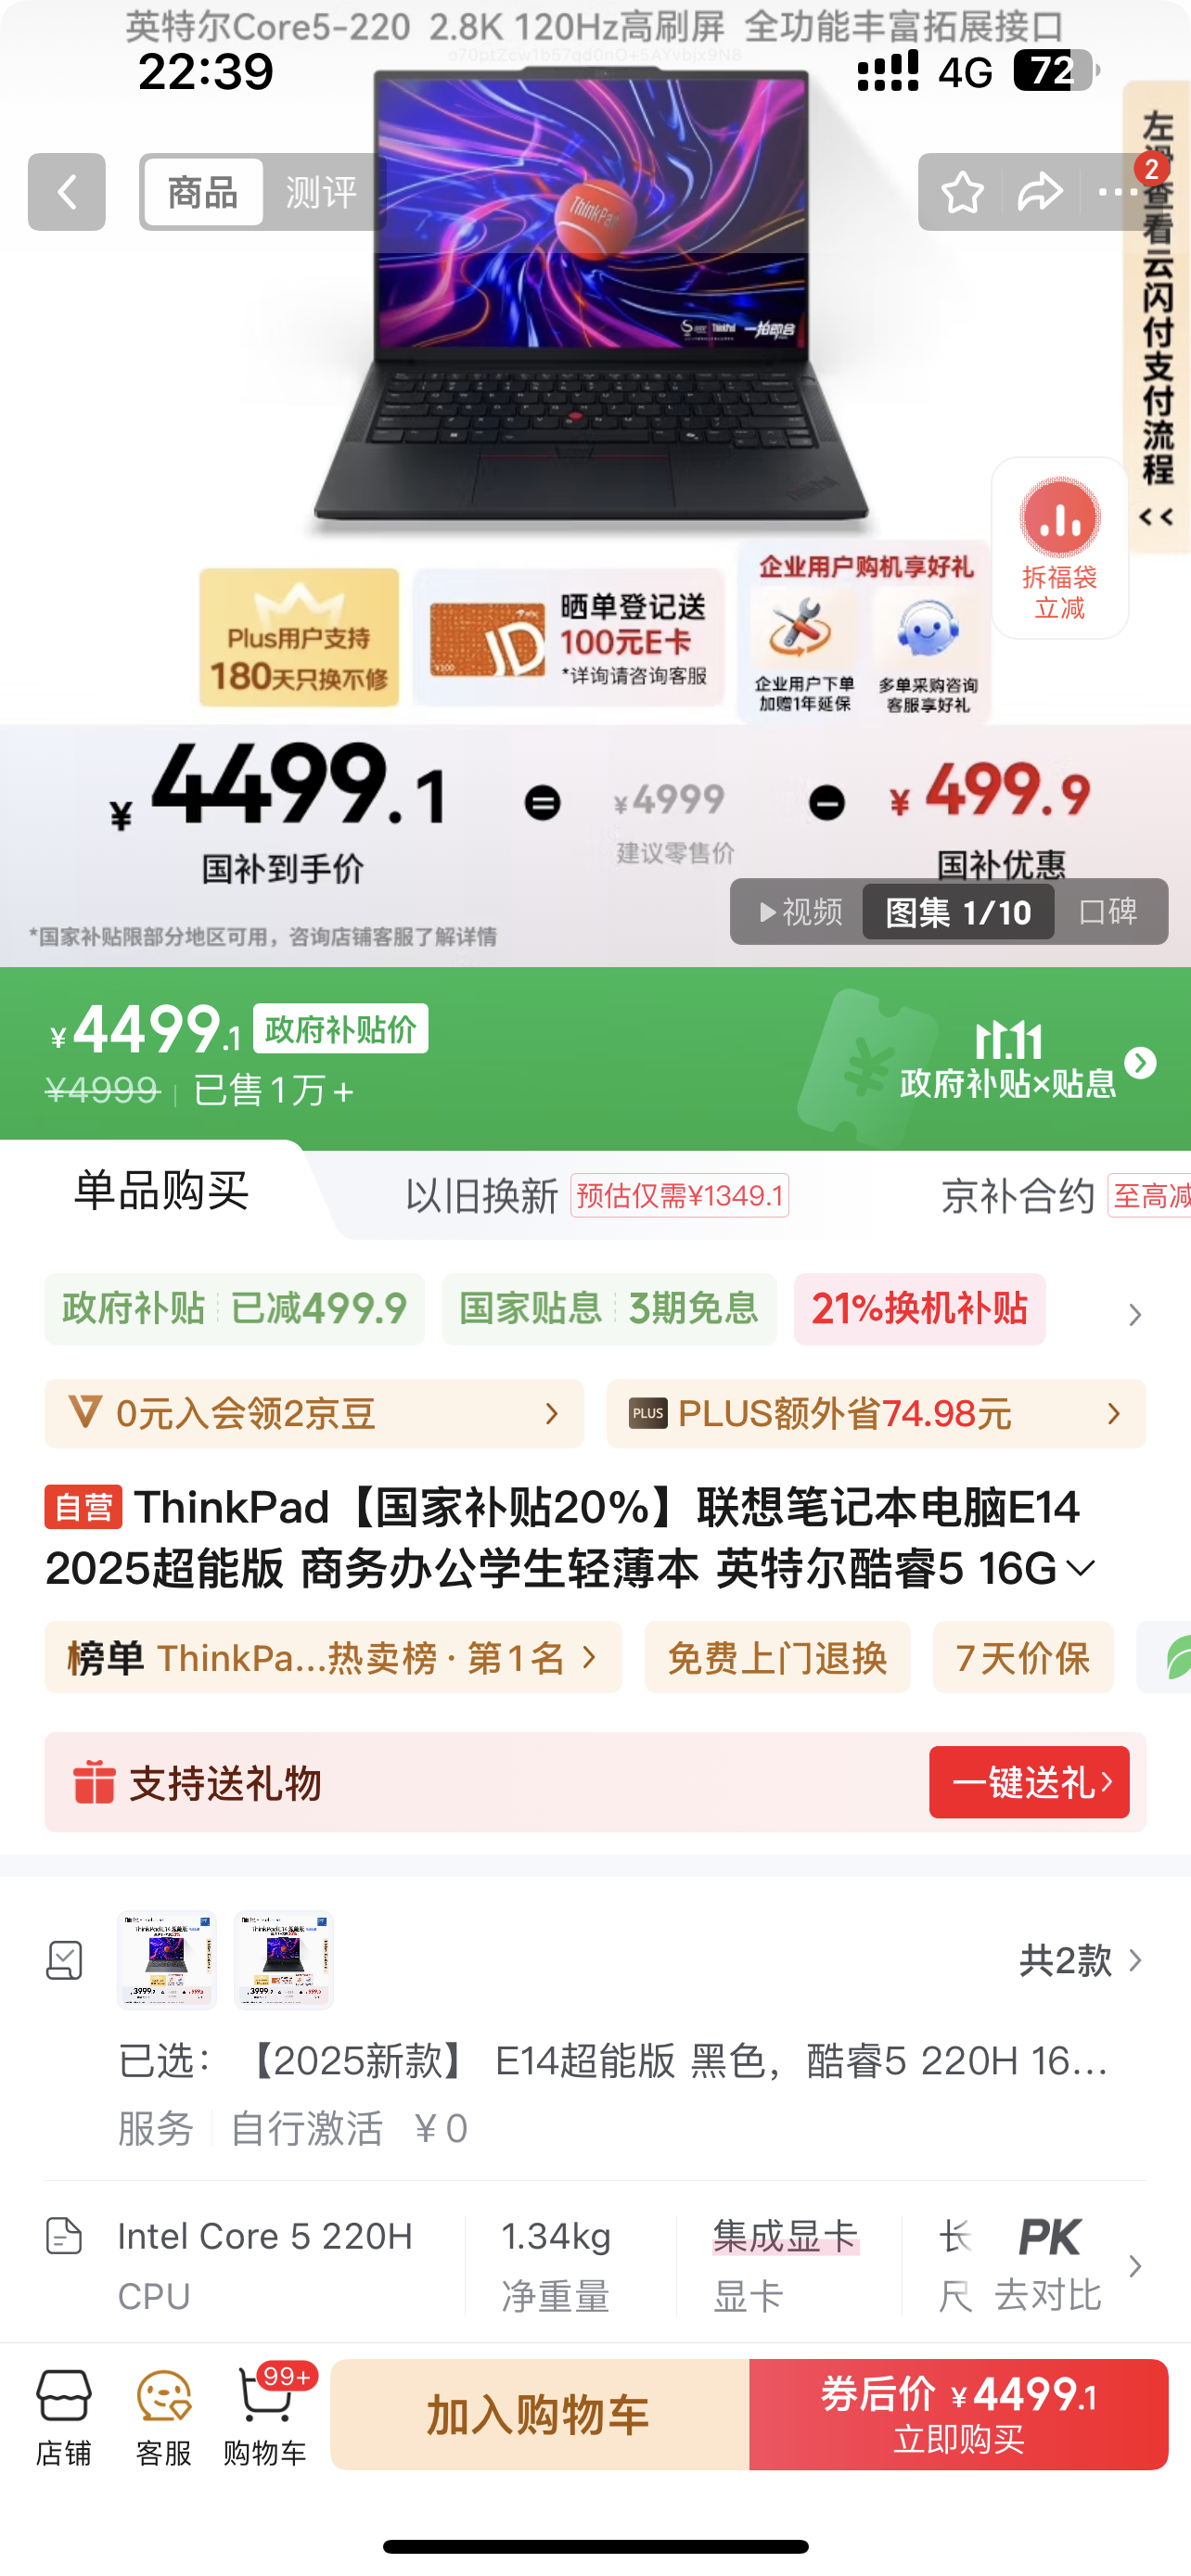 英特尔Core5-220 2.8K 120Hz高刷屏 全功能丰富拓展接口
22:39
4G
72
商品
测评
2
左滑查看云闪付支付流程
ThinkPad
ThinkPad 一拍即合
拆福袋
立减
Plus用户支持
180天只换不修
JD
晒单登记送
100元E卡
*详询请咨询客服
企业用户购机享好礼
企业用户下单
加赠1年延保
多单采购咨询
客服享好礼
¥4499.1
国补到手价
¥4999
建议零售价
¥499.9
国补优惠
*国家补贴限部分地区可用，咨询店铺客服了解详情
视频
图集 1/10
口碑
¥4499.1 政府补贴价
¥4999 已售1万+
11.11
政府补贴×贴息
单品购买
以旧换新 预估仅需¥1349.1
京补合约 至高减
政府补贴 已减499.9
国家贴息 3期免息
21%换机补贴
0元入会领2京豆
PLUS PLUS额外省74.98元
自营 ThinkPad【国家补贴20%】联想笔记本电脑E14
2025超能版 商务办公学生轻薄本 英特尔酷睿5 16G
榜单 ThinkPa...热卖榜·第1名
免费上门退换
7天价保
支持送礼物
一键送礼
3999
3999
共2款
已选：【2025新款】 E14超能版 黑色，酷睿5 220H 16...
服务 自行激活 ¥0
Intel Core 5 220H
CPU
1.34kg
净重量
集成显卡
显卡
长
尺
PK
去对比
店铺
客服
99+
购物车
加入购物车
券后价 ¥4499.1
立即购买